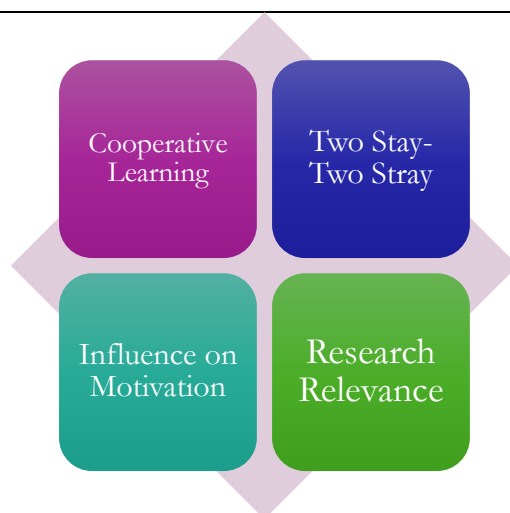 Cooperative
Learning
Two Stay-
Two Stray
Influence on
Motivation
Research
Relevance